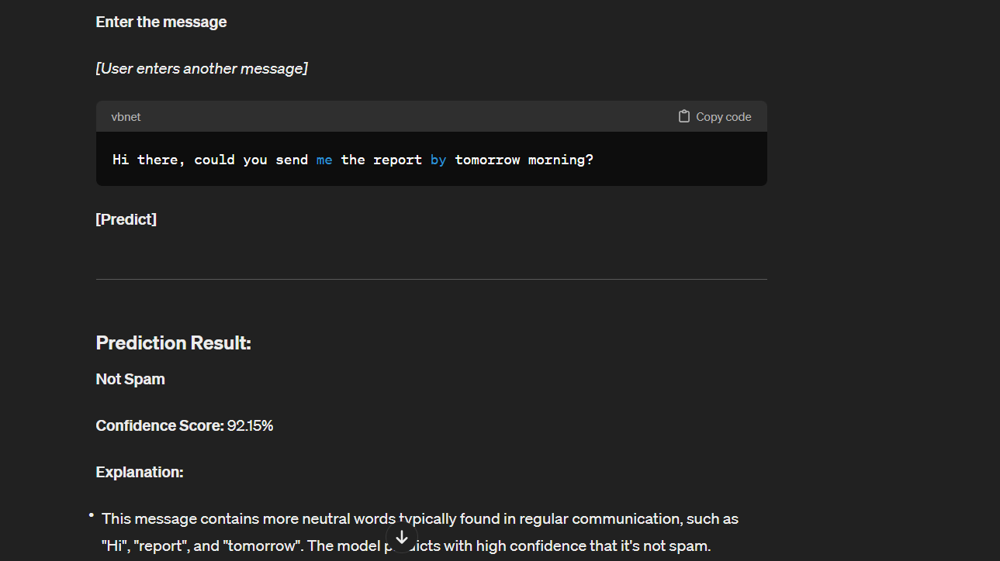 Enter the message
[User enters another message]
vbnet
Copy code
Hi there, could you send me the report by tomorrow morning?
[Predict]
Prediction Result:
Not Spam
Confidence Score: 92.15%
Explanation:
• This message contains more neutral words typically found in regular communication, such as
"Hi", "report", and "tomorrow". The model predicts with high confidence that it's not spam.